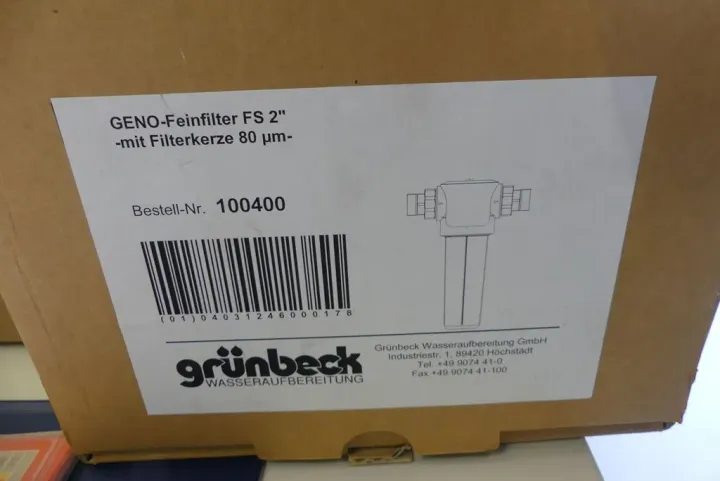 GENO-Feinfilter FS 2"
-mit Filterkerze 80 µm-
Bestell-Nr. 100400
(01)04031246000178
grünbeck
WASSERAUFBEREITUNG
Grünbeck Wasseraufbereitung GmbH
Industriestr. 1, 89420 Höchstädt
Tel. +49 9074 41-0
Fax +49 9074 41-100